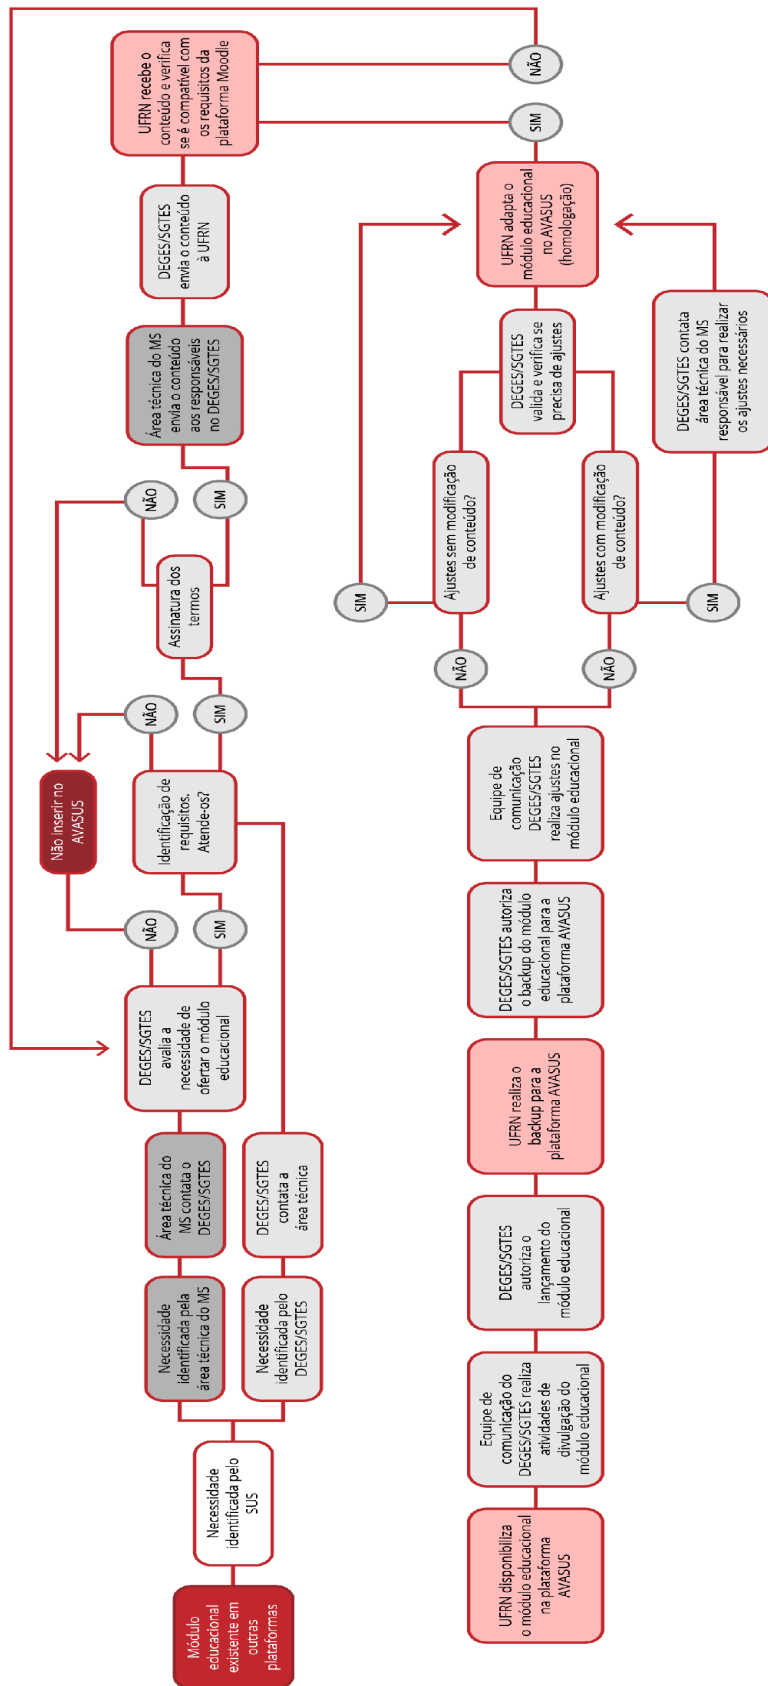 Módulo
educacional
existente em
outras
plataformas
Necessidade
identificada pelo
SUS
Necessidade
identificada pela
área técnica do MS
Área técnica do
MS contata o
DEGES/SGTES
Necessidade
identificada pelo
DEGES/SGTES
DEGES/SGTES
contata a
área técnica
DEGES/SGTES
avalia a
necessidade de
ofertar o módulo
educacional
NÃO
SIM
Não inserir no
AVASUS
Identificação de
requisitos.
Atende-os?
NÃO
SIM
Assinatura dos
termos
NÃO
SIM
Área técnica do MS
envia o conteúdo
aos responsáveis
no DEGES/SGTES
DEGES/SGTES
envia o conteúdo
à UFRN
UFRN recebe o
conteúdo e verifica
se é compatível com
os requisitos da
plataforma Moodle
NÃO
SIM
UFRN adapta o
módulo educacional
no AVASUS
(homologação)
DEGES/SGTES
valida e verifica se
precisa de ajustes
Ajustes sem modificação
de conteúdo?
SIM
NÃO
Ajustes com modificação
de conteúdo?
SIM
NÃO
DEGES/SGTES contata
área técnica do MS
responsável para realizar
os ajustes necessários
Equipe de
comunicação
DEGES/SGTES
realiza ajustes no
módulo educacional
DEGES/SGTES autoriza
o backup do módulo
educacional para a
plataforma AVASUS
UFRN realiza o
backup para a
plataforma AVASUS
DEGES/SGTES
autoriza o
lançamento do
módulo educacional
Equipe de
comunicação do
DEGES/SGTES realiza
atividades de
divulgação do
módulo educacional
UFRN disponibiliza
o módulo educacional
na plataforma
AVASUS